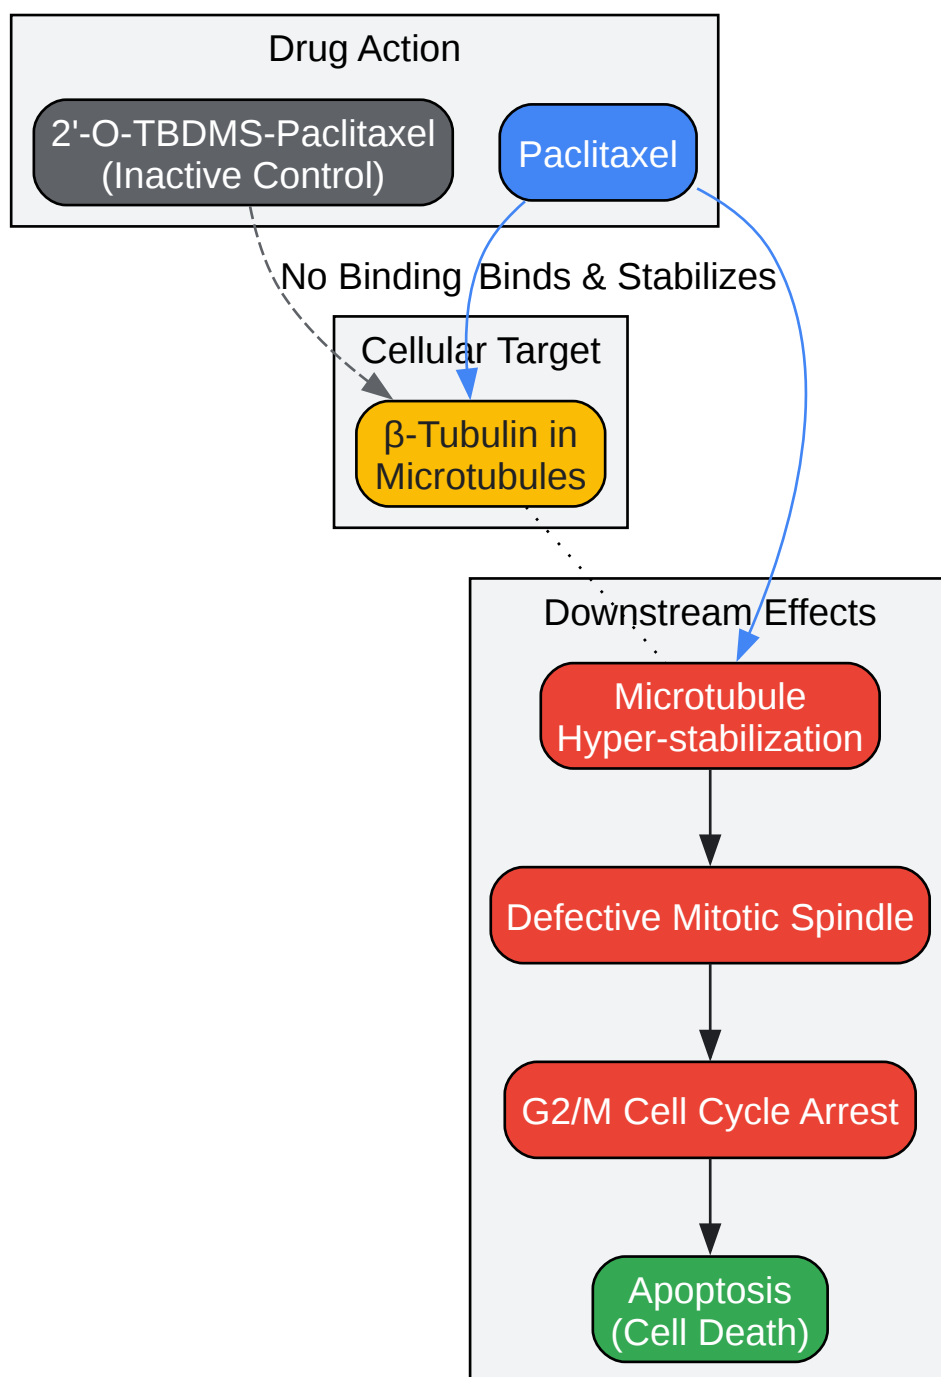 Drug Action
2'-O-TBDMS-Paclitaxel
(Inactive Control)
Paclitaxel
No Binding
Binds & Stabilizes
Cellular Target
β-Tubulin in
Microtubules
Downstream Effects
Microtubule
Hyper-stabilization
Defective Mitotic Spindle
G2/M Cell Cycle Arrest
Apoptosis
(Cell Death)